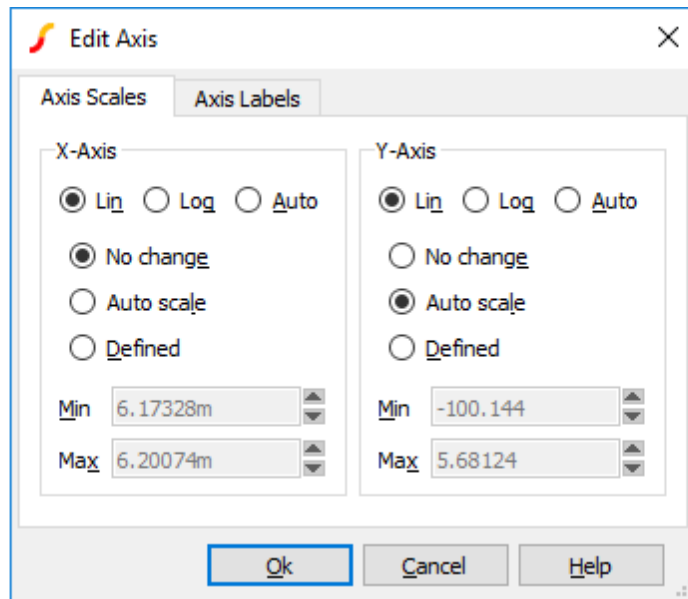 Edit Axis
Axis Scales Axis Labels
X-Axis Y-Axis
Lin Log Auto Lin Log Auto
No change No change
Auto scale Auto scale
Defined Defined
Min 6.17328m Min -100.144
Max 6.20074m Max 5.68124
Ok Cancel Help